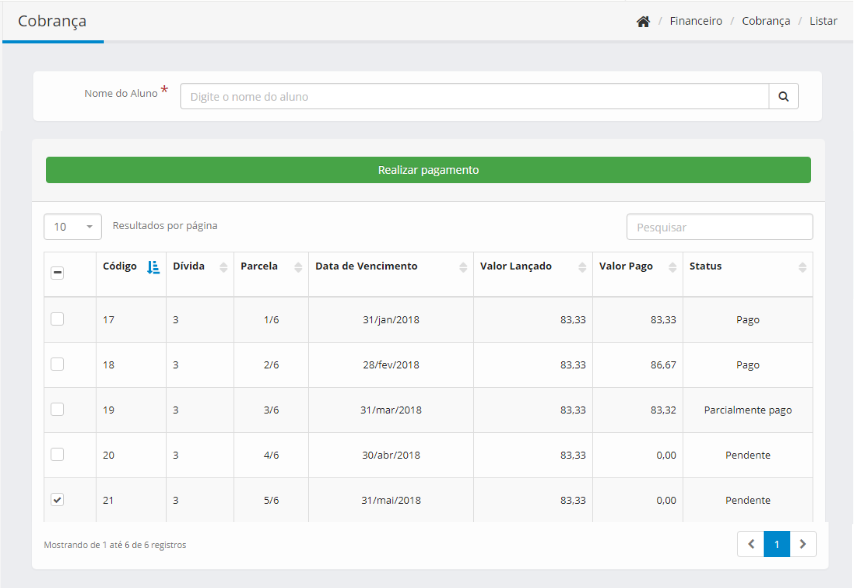 Cobrança
/ Financeiro / Cobrança / Listar
Nome do Aluno *
Digite o nome do aluno
Realizar pagamento
10 Resultados por página
Pesquisar
Código Dívida Parcela Data de Vencimento Valor Lançado Valor Pago Status
17 3 1/6 31/jan/2018 83,33 83,33 Pago
18 3 2/6 28/fev/2018 83,33 86,67 Pago
19 3 3/6 31/mar/2018 83,33 83,32 Parcialmente pago
20 3 4/6 30/abr/2018 83,33 0,00 Pendente
21 3 5/6 31/mai/2018 83,33 0,00 Pendente
Mostrando de 1 até 6 de 6 registros
1